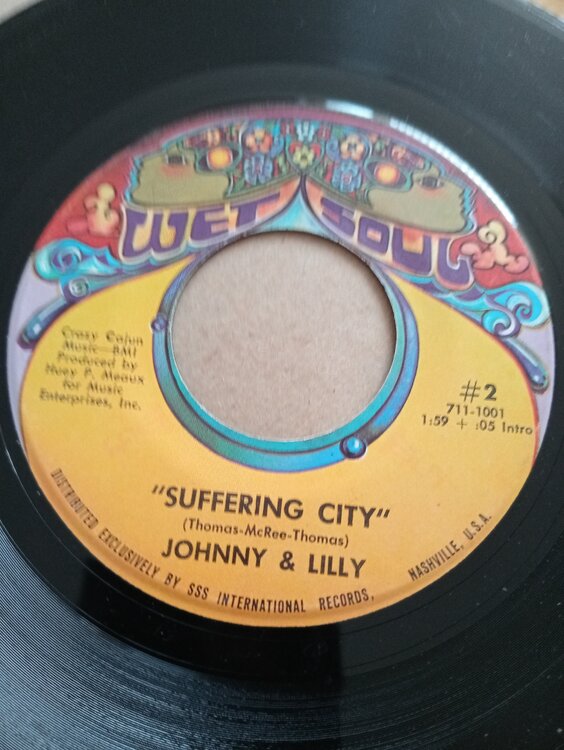 WET SOUL
Crazy Cajun
Music—BMI
Produced by
Huey P. Meaux
for Music
Enterprises, Inc.
#2
711-1001
1:59 + :05 Intro
"SUFFERING CITY"
(Thomas-McRee-Thomas)
JOHNNY & LILLY
DISTRIBUTED EXCLUSIVELY BY SSS INTERNATIONAL RECORDS, NASHVILLE, U.S.A.